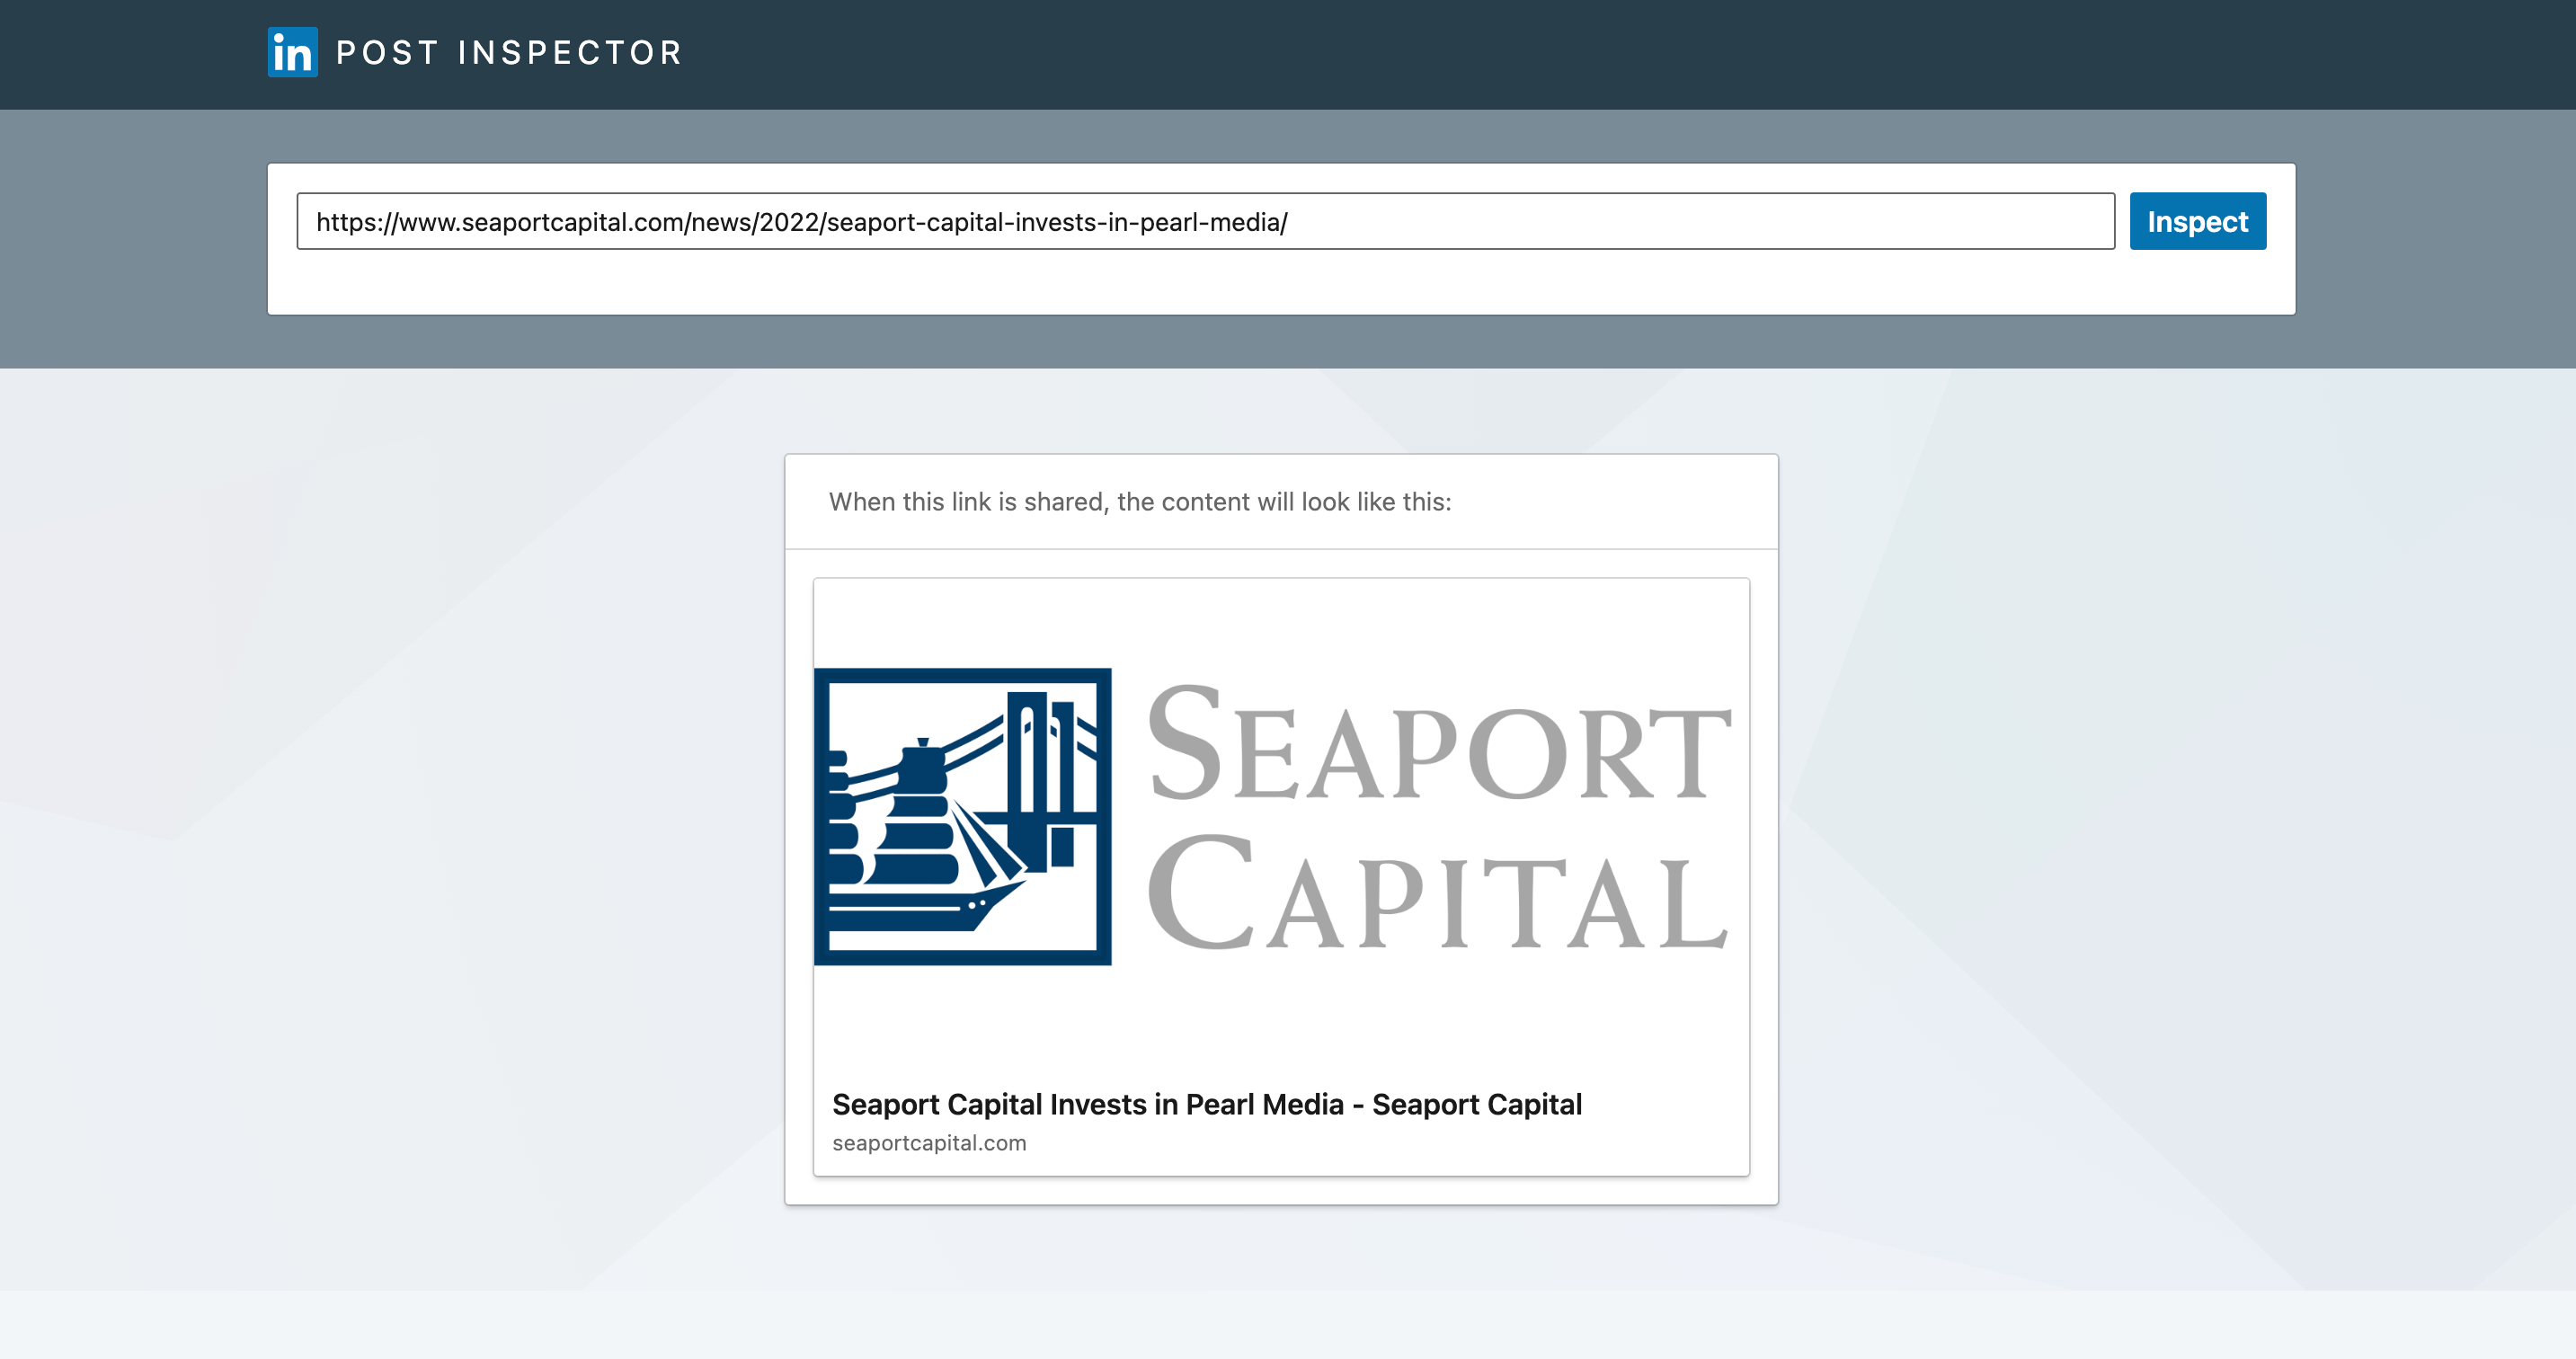 in POST INSPECTOR
https://www.seaportcapital.com/news/2022/seaport-capital-invests-in-pearl-media/
Inspect
When this link is shared, the content will look like this:
SEAPORT
CAPITAL
Seaport Capital Invests in Pearl Media - Seaport Capital
seaportcapital.com